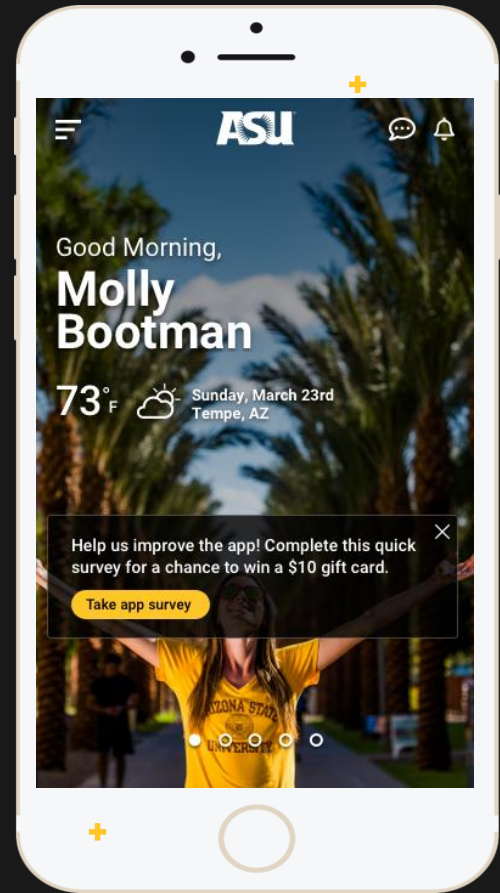 ASU
Good Morning,
Molly
Bootman
73°F
Sunday, March 23rd
Tempe, AZ
Help us improve the app! Complete this quick
survey for a chance to win a $10 gift card.
Take app survey
ARIZONA STATE
UNIVERSITY